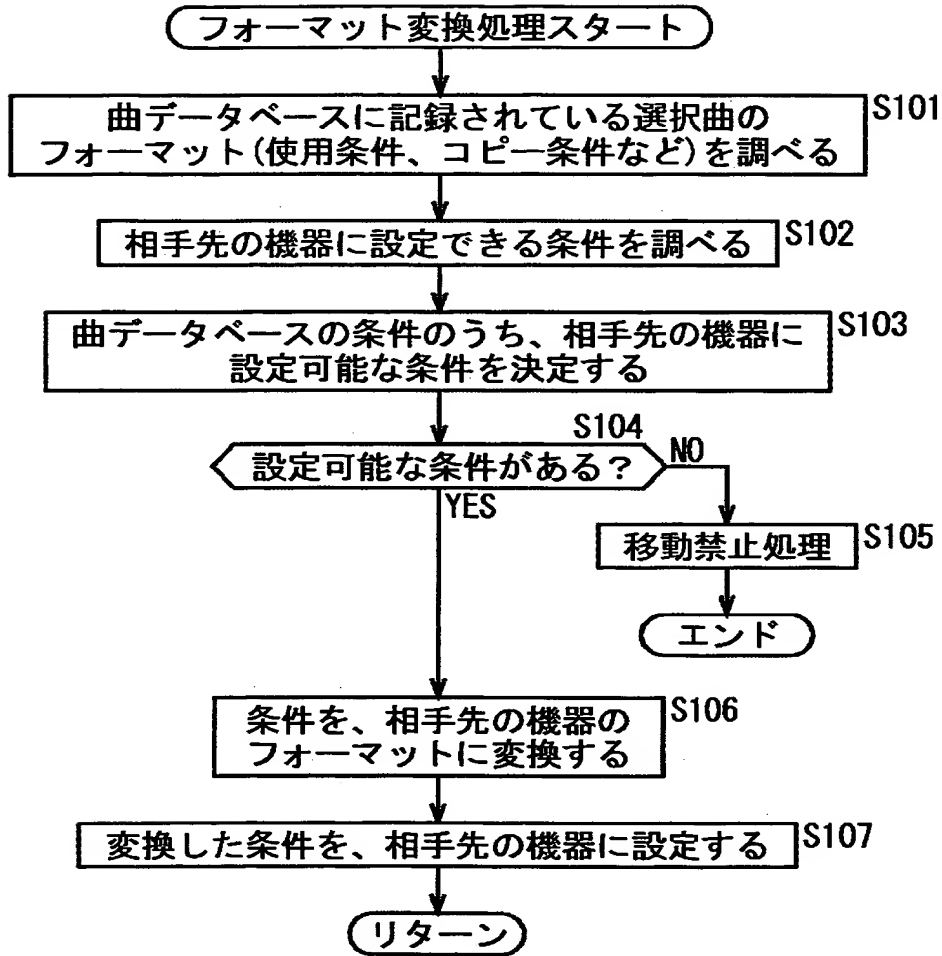 フォーマット変換処理スタート
曲データベースに記録されている選択曲の
フォーマット(使用条件、コピー条件など)を調べる
S101
相手先の機器に設定できる条件を調べる
S102
曲データベースの条件のうち、相手先の機器に
設定可能な条件を決定する
S103
S104
設定可能な条件がある?
NO
YES
移動禁止処理
S105
エンド
条件を、相手先の機器の
フォーマットに変換する
S106
変換した条件を、相手先の機器に設定する
S107
リターン